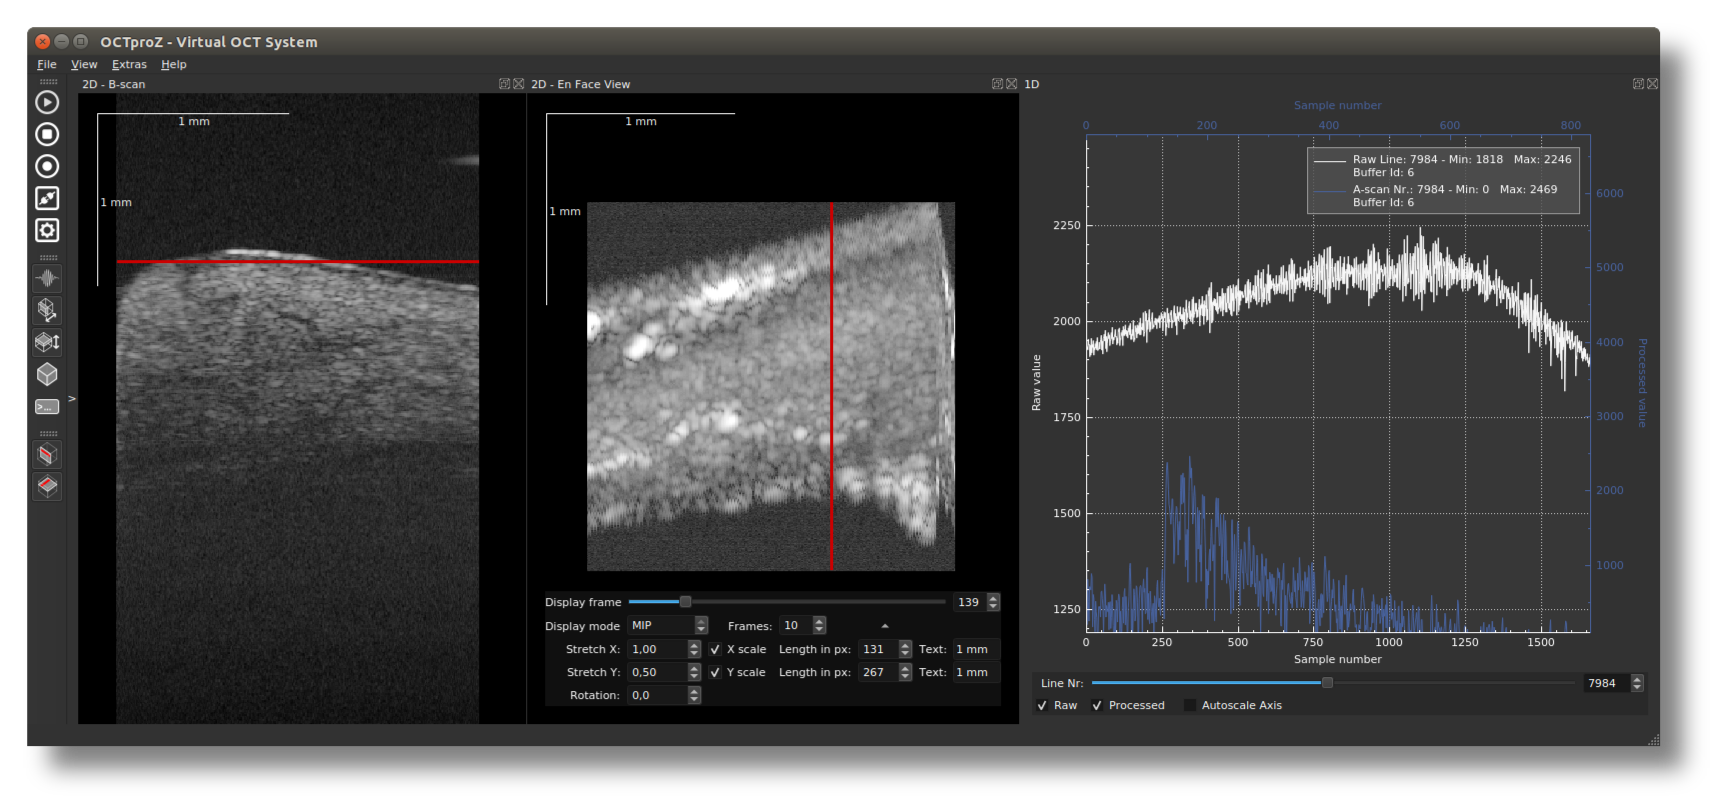 OCTproZ - Virtual OCT System
File View Extras Help
2D - B-scan
1 mm
1 mm
>_...
>
2D - En Face View
1 mm
1 mm
Display frame 139
Display mode MIP Frames: 10
Stretch X: 1,00 X scale Length in px: 131 Text: 1 mm
Stretch Y: 0,50 Y scale Length in px: 267 Text: 1 mm
Rotation: 0,0
1D
Sample number
0 200 400 600 800
Raw Line: 7984 - Min: 1818 Max: 2246
Buffer Id: 6
A-scan Nr.: 7984 - Min: 0 Max: 2469
Buffer Id: 6
Raw value
2250
2000
1750
1500
1250
6000
5000
4000
3000
2000
1000
Processed value
0 250 500 750 1000 1250 1500
Sample number
Line Nr: 7984
Raw Processed Autoscale Axis